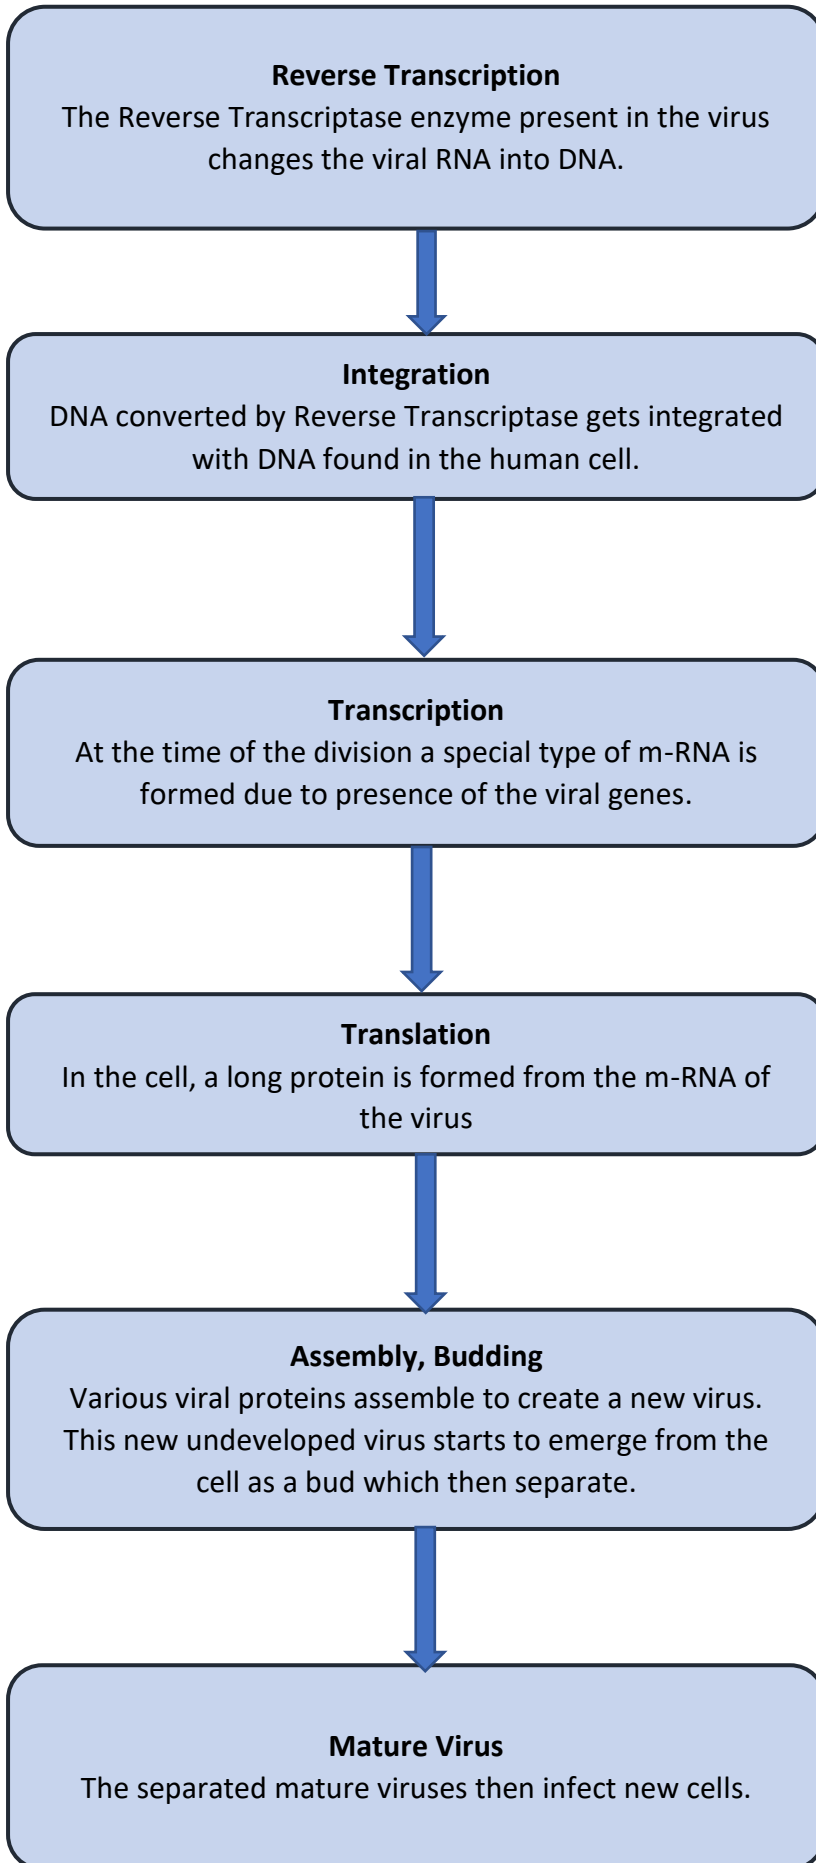 Reverse Transcription
The Reverse Transcriptase enzyme present in the virus
changes the viral RNA into DNA.
Integration
DNA converted by Reverse Transcriptase gets integrated
with DNA found in the human cell.
Transcription
At the time of the division a special type of m-RNA is
formed due to presence of the viral genes.
Translation
In the cell, a long protein is formed from the m-RNA of
the virus
Assembly, Budding
Various viral proteins assemble to create a new virus.
This new undeveloped virus starts to emerge from the
cell as a bud which then separate.
Mature Virus
The separated mature viruses then infect new cells.